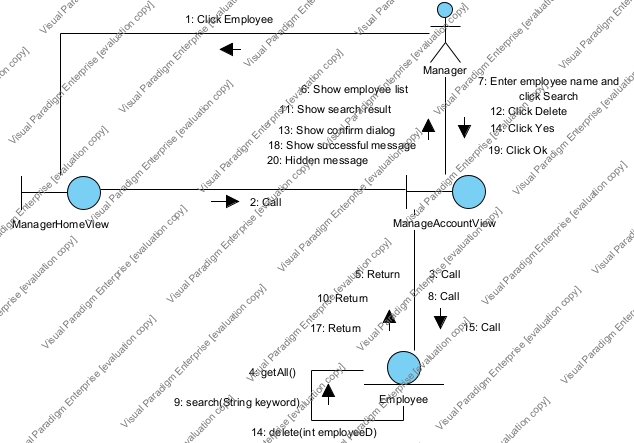 1: Click Employee
Manager
6: Show employee list
7: Enter employee name and
click Search
11: Show search result
12: Click Delete
13: Show confirm dialog
14: Click Yes
18: Show successful message
19: Click Ok
20: Hidden message
2: Call
ManagerHomeView
ManageAccountView
5: Return
3: Call
10: Return
8: Call
17: Return
15: Call
4: getAll()
Employee
9: search(String keyword)
14: delete(int employeeD)
Visual Paradigm Enterprise [evaluation copy]